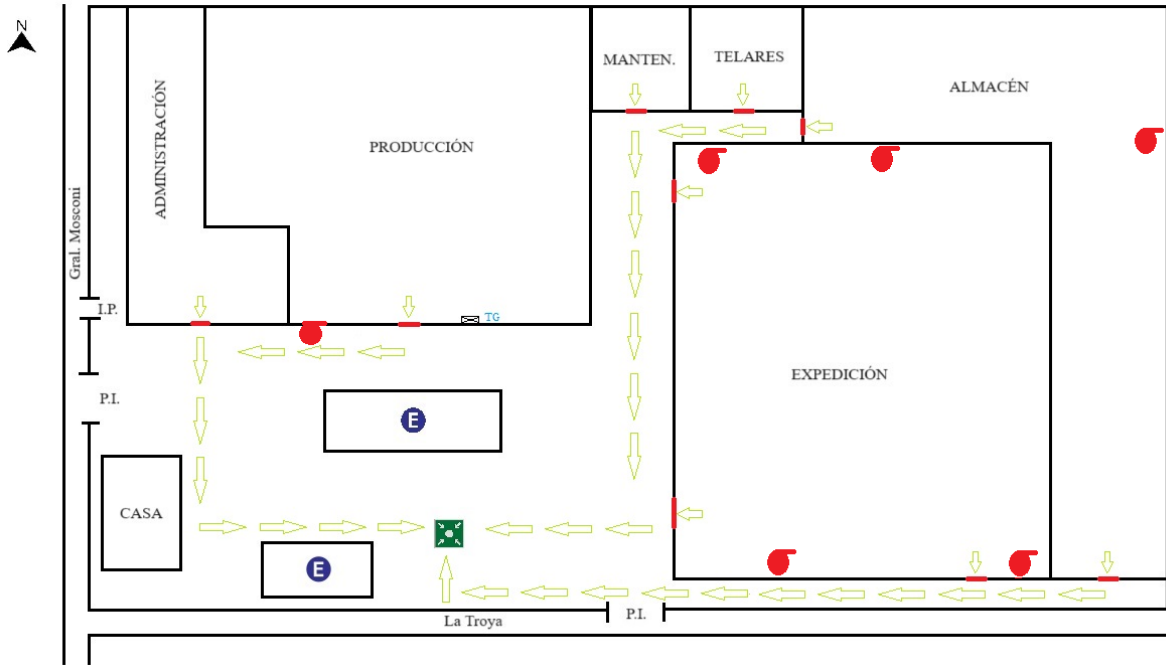 N
MANTEN.
TELARES
ALMACÉN
ADMINISTRACIÓN
PRODUCCIÓN
Gral. Mosconi
I.P.
TG
P.I.
EXPEDICIÓN
E
CASA
E
La Troya
P.I.